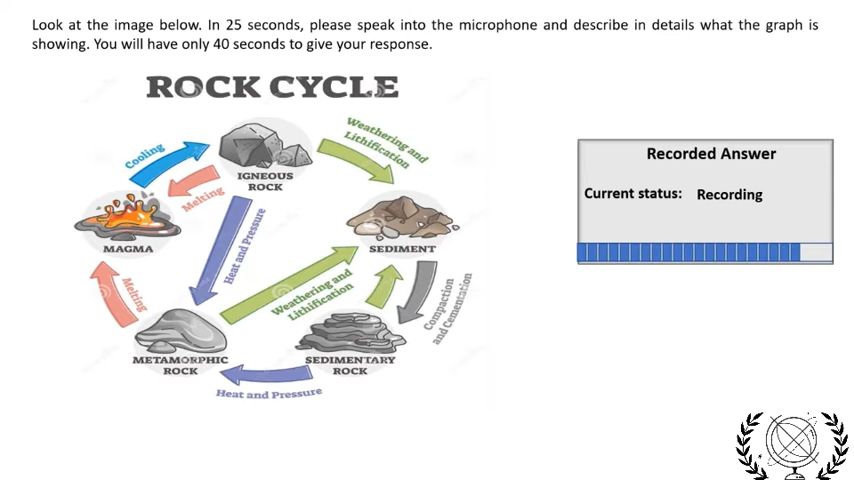 Look at the image below. In 25 seconds, please speak into the microphone and describe in details what the graph is
showing. You will have only 40 seconds to give your response.
ROCK CYCLE
Cooling
IGNEOUS
ROCK
Weathering and
Lithification
Melting
MAGMA
Heat and Pressure
SEDIMENT
Melting
Weathering and
Lithification
Compaction
and Cementation
METAMORPHIC
ROCK
SEDIMENTARY
ROCK
Heat and Pressure
Recorded Answer
Current status: Recording